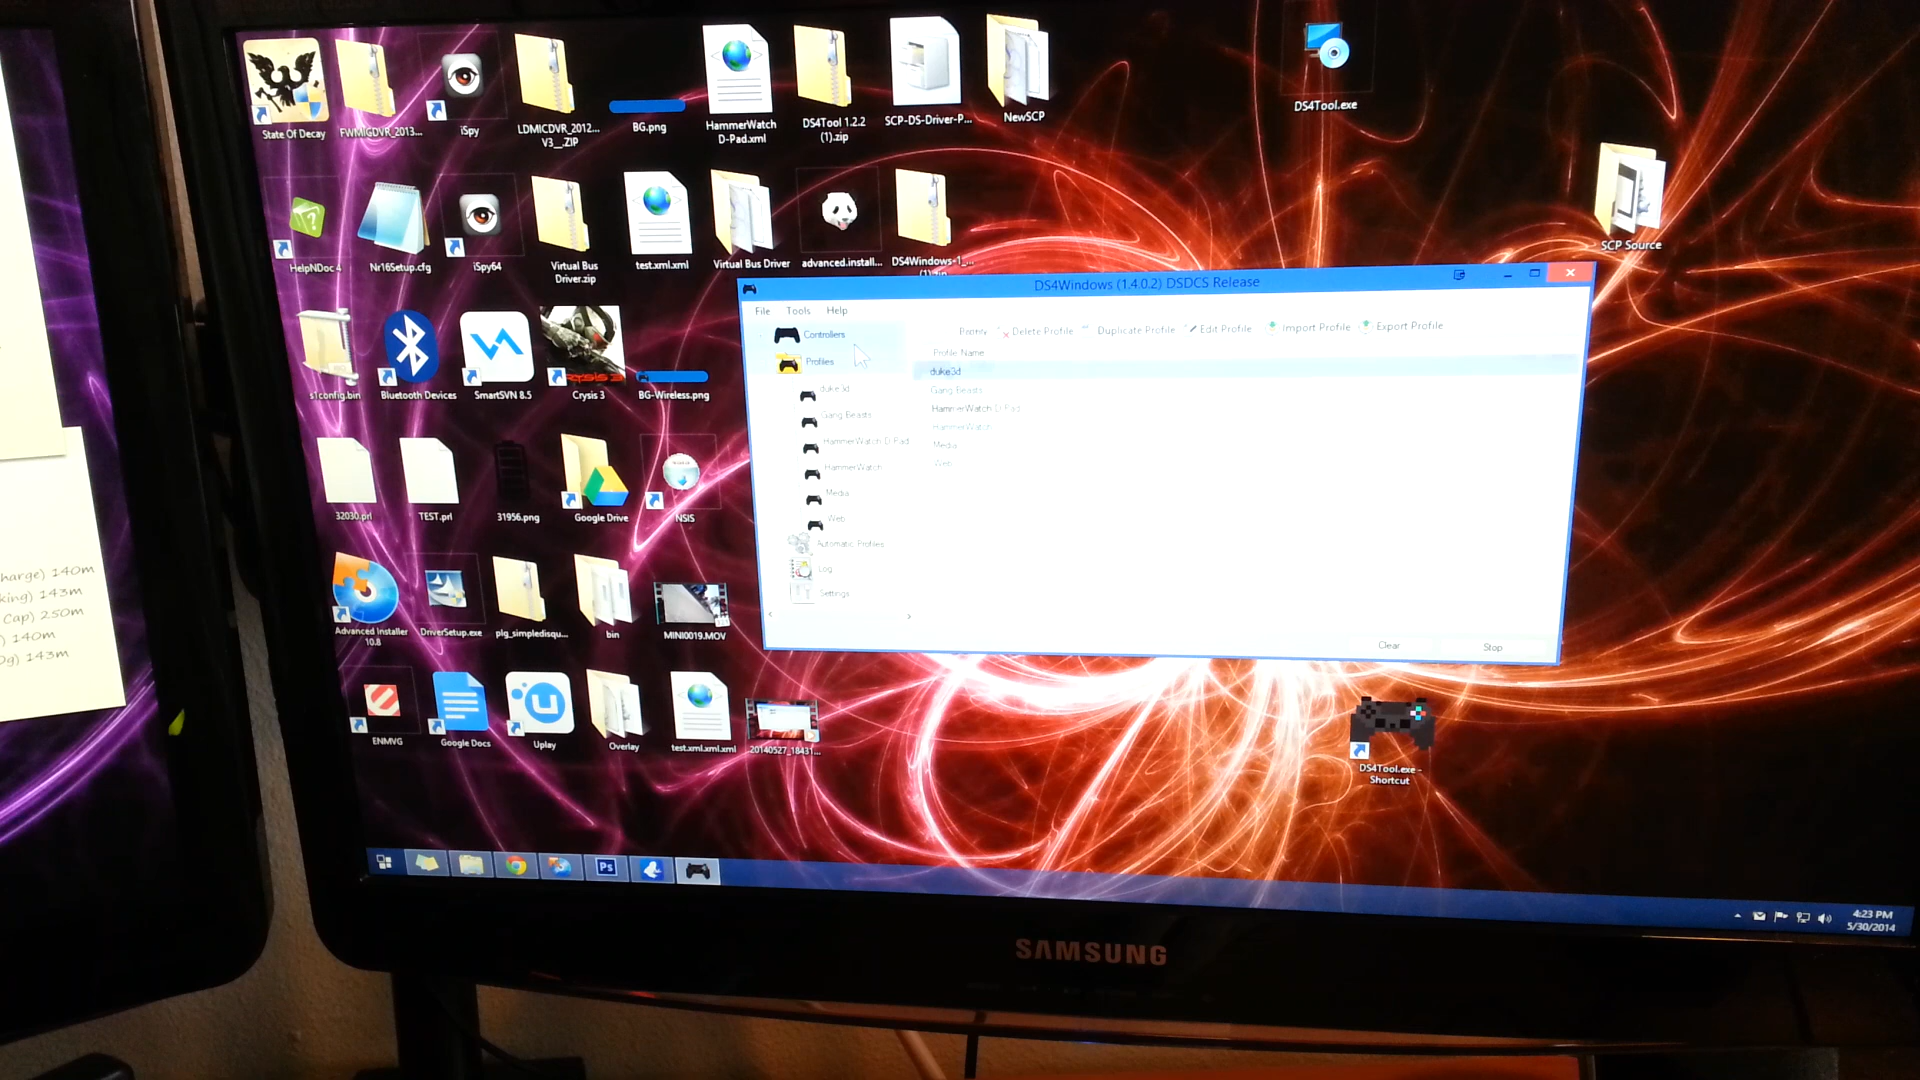 State Of Decay
FWMIGDVR_2013...
iSpy
LDMICDVR_2012...
V3__.ZIP
BG.png
HammerWatch
D-Pad.xml
DS4Tool 1.2.2
(1).zip
SCP-DS-Driver-P...
NewSCP
DS4Tool.exe
HelpNDoc 4
Nr16Setup.cfg
iSpy64
Virtual Bus
Driver.zip
test.xml.xml
Virtual Bus Driver
advanced.install...
DS4Windows-1_...
(1).zip
SCP Source
s1config.bin
Bluetooth Devices
SmartSVN 8.5
Crysis 3
BG-Wireless.png
32030.prl
TEST.prl
31956.png
Google Drive
NSIS
Advanced Installer
10.8
DriverSetup.exe
plg_simpledisqu...
bin
MINI0019.MOV
ENMVG
Google Docs
Uplay
Overlay
test.xml.xml.xml
20140527_18431...
DS4Tool.exe -
Shortcut
DS4Windows (1.4.0.2) DSDCS Release
File Tools Help
Controllers
Profiles
duke3d
Gang Beasts
HammerWatch D-Pad
HammerWatch
Media
Web
Automatic Profiles
Log
Settings
Delete Profile Duplicate Profile Edit Profile Import Profile Export Profile
Profile Name
duke3d
Gang Beasts
HammerWatch D-Pad
HammerWatch
Media
Web
Clear Stop
harge) 140m
king) 143m
Cap) 250m
) 140m
0g) 143m
Ps
4:23 PM
5/30/2014
SAMSUNG